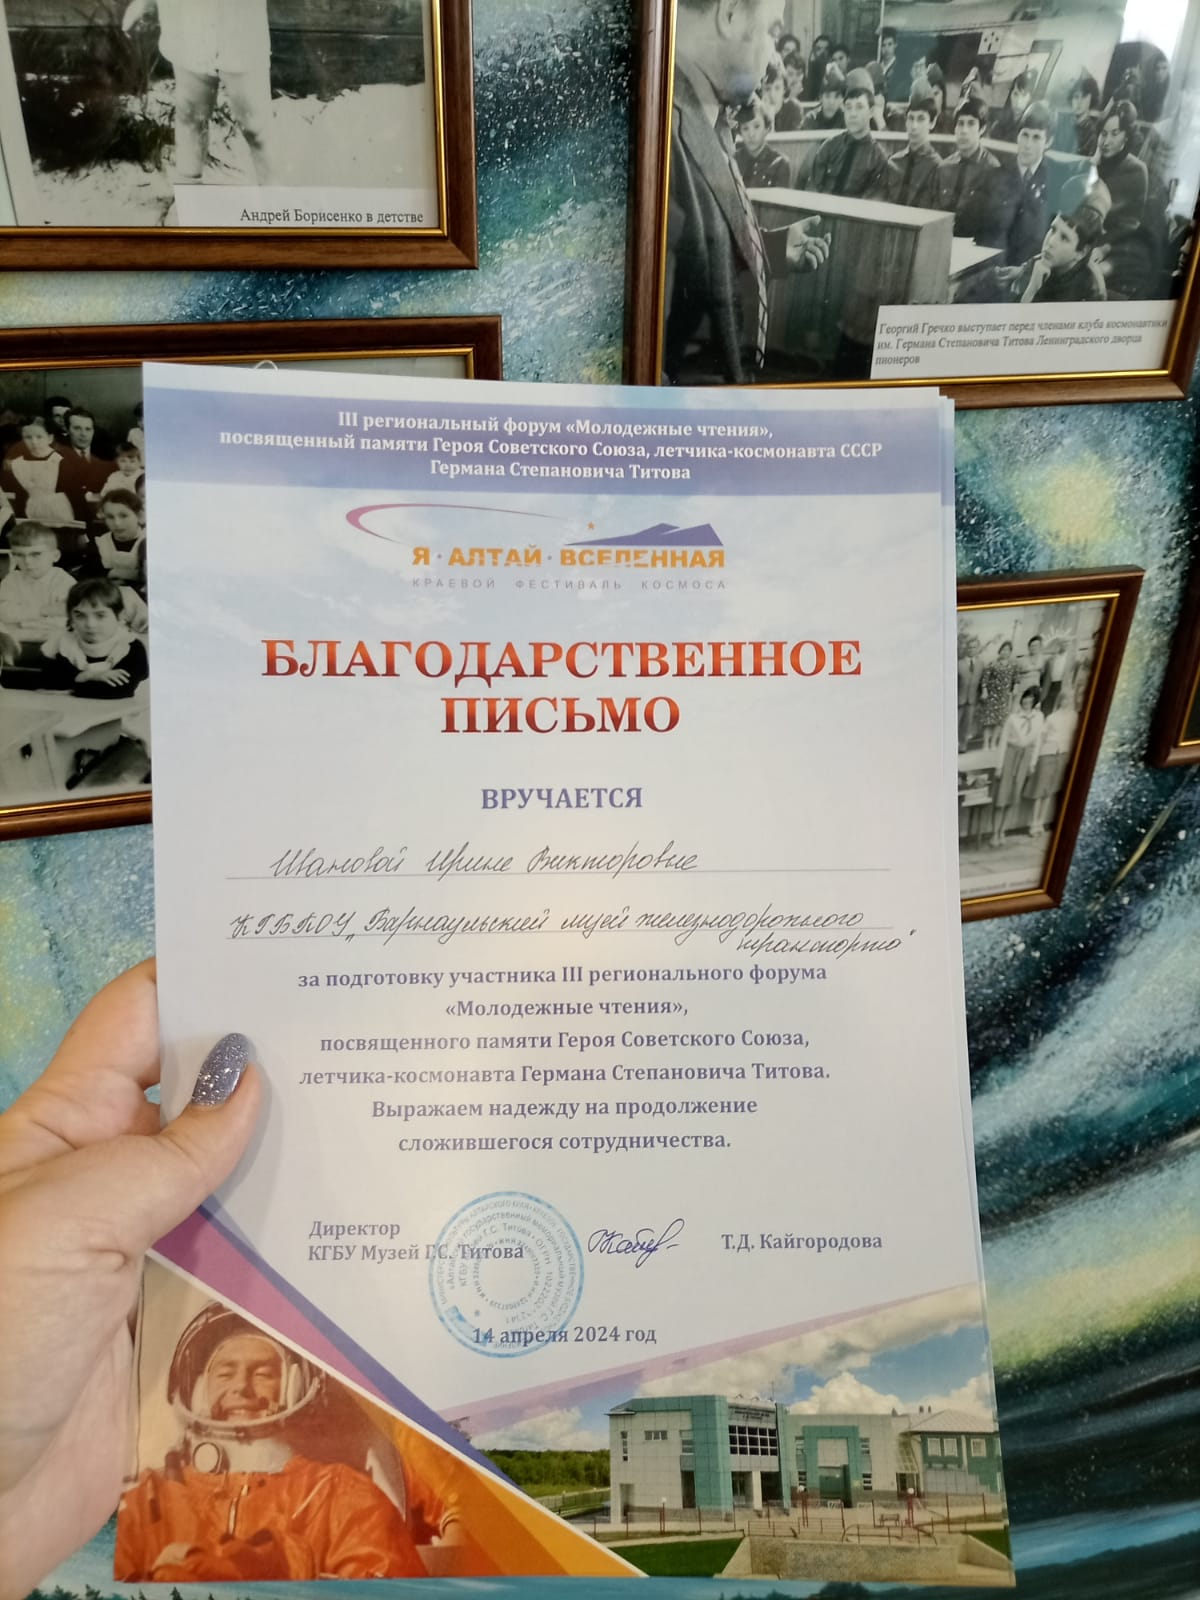 Андрей Борисенко в детстве
Георгий Гречко выступает перед членами клуба космонавтики
им. Германа Степановича Титова Ленинградского дворца
пионеров
III региональный форум «Молодежные чтения»,
посвященный памяти Героя Советского Союза, летчика-космонавта СССР
Германа Степановича Титова
Я · АЛТАЙ · ВСЕЛЕННАЯ
КРАЕВОЙ ФЕСТИВАЛЬ КОСМОСА
БЛАГОДАРСТВЕННОЕ
ПИСЬМО
ВРУЧАЕТСЯ
Ирине Викторовне
КГБПОУ „Барнаульский лицей железнодорожного
транспорта"
за подготовку участника III регионального форума
«Молодежные чтения»,
посвященного памяти Героя Советского Союза,
летчика-космонавта Германа Степановича Титова.
Выражаем надежду на продолжение
сложившегося сотрудничества.
Директор
КГБУ Музей Г.С. Титова
Т.Д. Кайгородова
14 апреля 2024 год